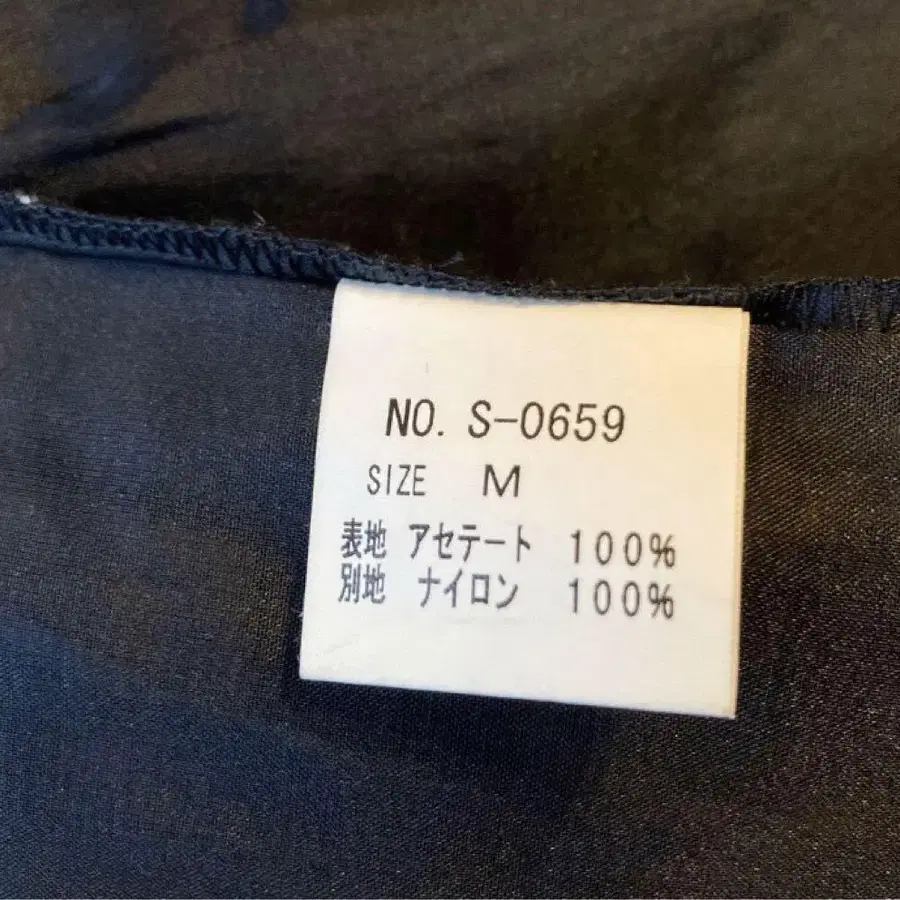 NO. S-0659
SIZE M
表地 アセテート 100%
別地 ナイロン 100%